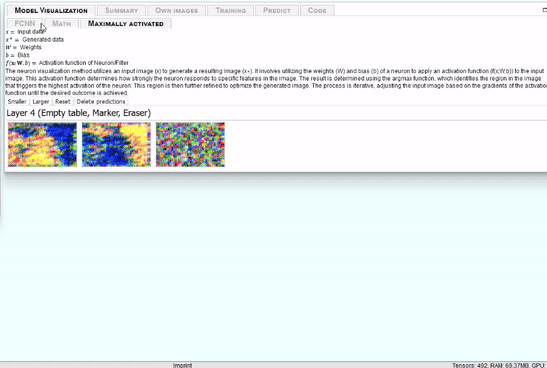 MODEL VISUALIZATION SUMMARY OWN IMAGES TRAINING PREDICT CODE
FCNN MATH MAXIMALLY ACTIVATED
x = Input data
x* = Generated data
W = Weights
b = Bias
f(x;W,b) = Activation function of Neuron/Filter
The neuron visualization method utilizes an input image (x) to generate a resulting image (x*). It involves utilizing the weights (W) and bias (b) of a neuron to apply an activation function (f(x;W,b)) to the input
image. This activation function determines how strongly the neuron responds to specific features in the image. The result is determined using the argmax function, which identifies the region in the image
that triggers the highest activation of the neuron. This region is then further refined to optimize the generated image. The process is iterative, adjusting the input image based on the gradients of the activation
function until the desired outcome is achieved.
Smaller Larger Reset Delete predictions
Layer 4 (Empty table, Marker, Eraser)
Imprint Tensors: 492, RAM: 69.37MB, GPU: